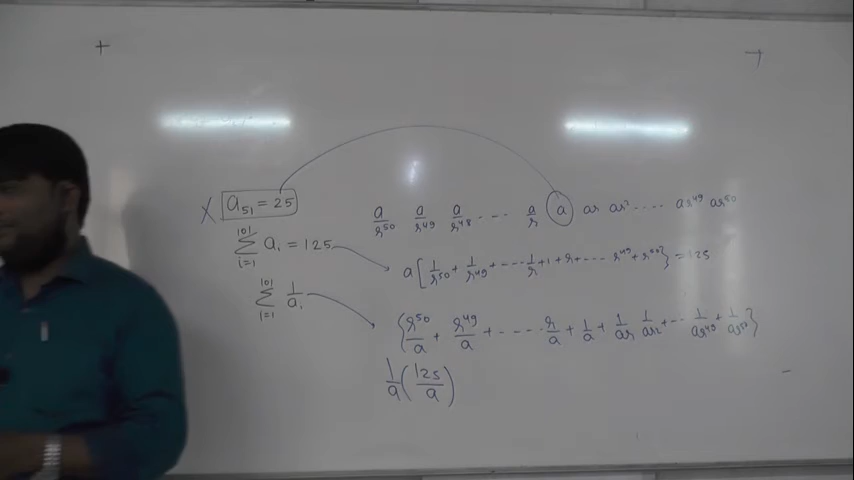 X a₅₁ = 25
a/r⁵⁰ a/r⁴⁹ a/r⁴⁸ ---- a/r a ar ar² ..... ar⁴⁹ ar⁵⁰
∑_{i=1}^{101} aᵢ = 125
a[1/r⁵⁰ + 1/r⁴⁹ + ---- 1/r + 1 + r + ---- r⁴⁹ + r⁵⁰} = 125
∑_{i=1}^{101} 1/aᵢ
{r⁵⁰/a + r⁴⁹/a + ----- r/a + 1/a + 1/ar + 1/ar² + -- 1/ar⁴⁹ + 1/ar⁵⁰}
1/a (125/a)